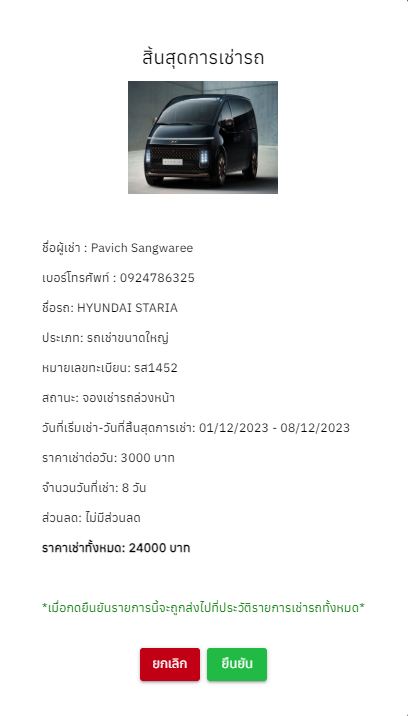 สิ้นสุดการเช่ารถ
ชื่อผู้เช่า : Pavich Sangwaree
เบอร์โทรศัพท์ : 0924786325
ชื่อรถ: HYUNDAI STARIA
ประเภท: รถเช่าขนาดใหญ่
หมายเลขทะเบียน: รส1452
สถานะ: จองเช่ารถล่วงหน้า
วันที่เริ่มเช่า-วันที่สิ้นสุดการเช่า: 01/12/2023 - 08/12/2023
ราคาเช่าต่อวัน: 3000 บาท
จำนวนวันที่เช่า: 8 วัน
ส่วนลด: ไม่มีส่วนลด
ราคาเช่าทั้งหมด: 24000 บาท
*เมื่อกดยืนยันรายการนี้จะถูกส่งไปที่ประวัติรายการเช่ารถทั้งหมด*
ยกเลิก ยืนยัน